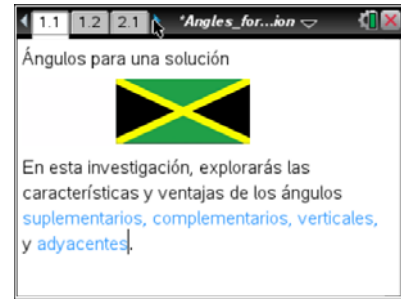 1.1 1.2 2.1 *Angles_for...ion
Ángulos para una solución
En esta investigación, explorarás las
características y ventajas de los ángulos
suplementarios, complementarios, verticales,
y adyacentes.